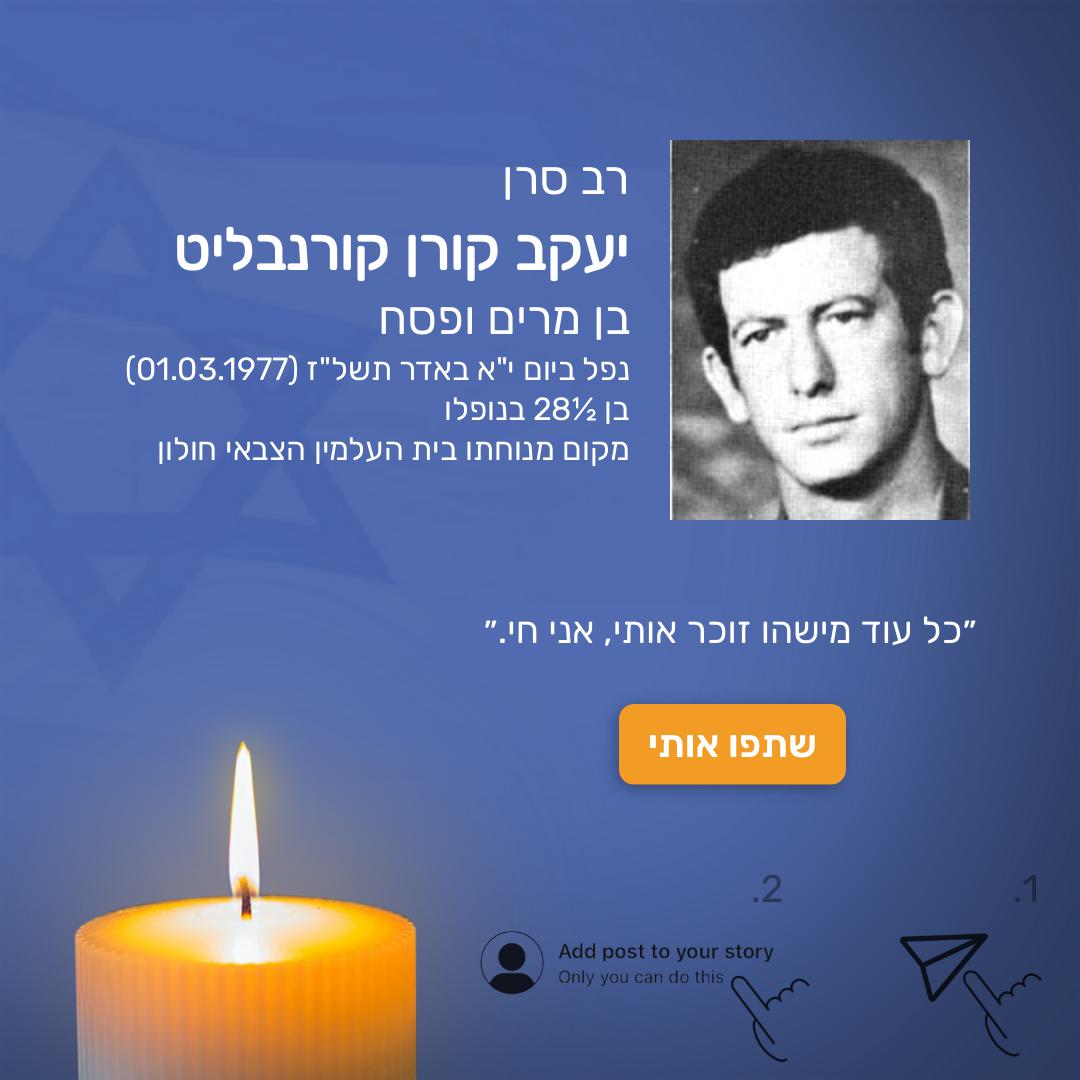 רב סרן
יעקב קורן קורנבליט
בן מרים ופסח
נפל ביום י"א באדר תשל"ז (01.03.1977)
בן 28½ בנופלו
מקום מנוחתו בית העלמין הצבאי חולון
״כל עוד מישהו זוכר אותי, אני חי.״
שתפו אותי
1.
2.
Add post to your story
Only you can do this